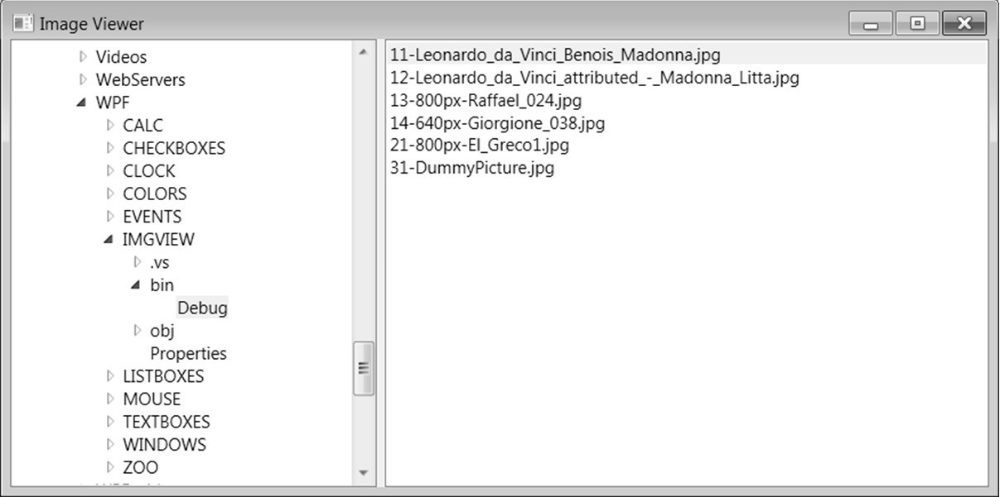 Image Viewer
Videos
WebServers
WPF
CALC
CHECKBOXES
CLOCK
COLORS
EVENTS
IMGVIEW
.vs
bin
Debug
obj
Properties
LISTBOXES
MOUSE
TEXTBOXES
WINDOWS
ZOO
11-Leonardo_da_Vinci_Benois_Madonna.jpg
12-Leonardo_da_Vinci_attributed_-_Madonna_Litta.jpg
13-800px-Raffael_024.jpg
14-640px-Giorgione_038.jpg
21-800px-El_Greco1.jpg
31-DummyPicture.jpg